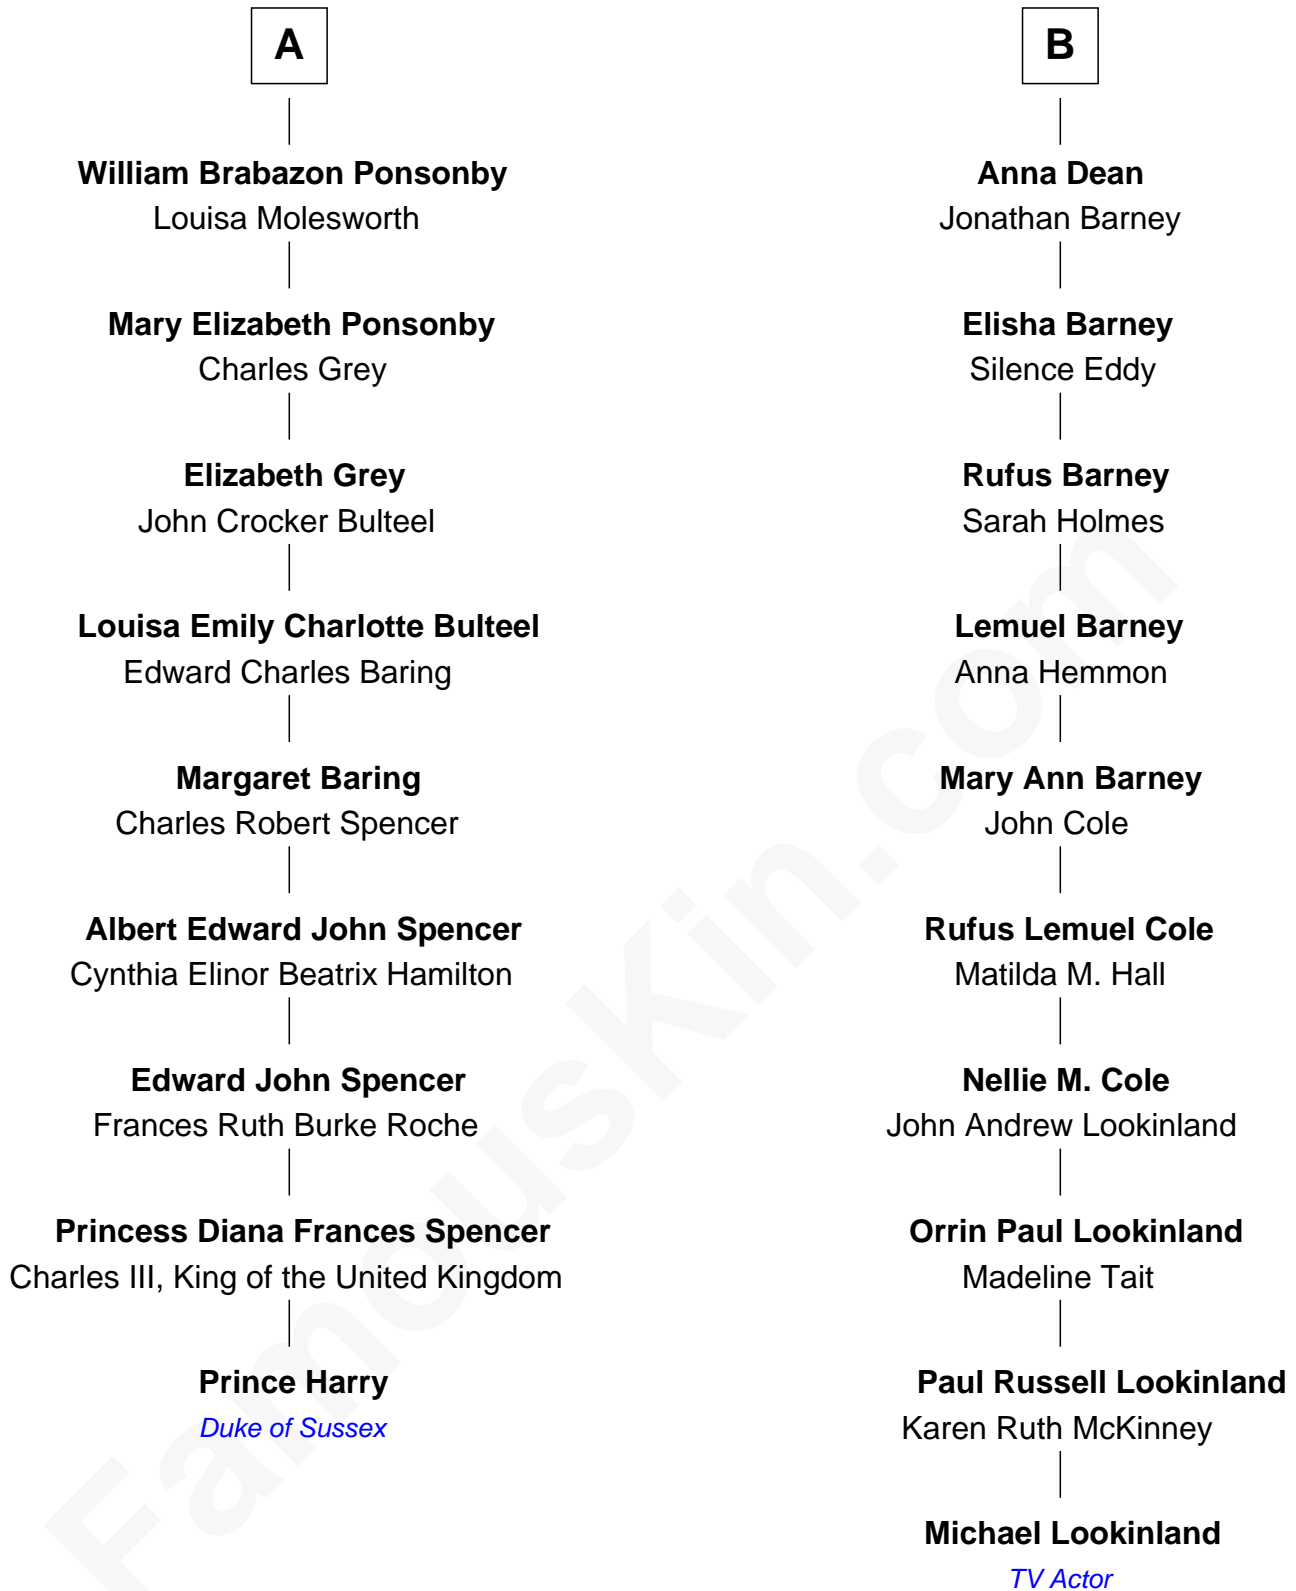 A
William Brabazon Ponsonby
Louisa Molesworth
Mary Elizabeth Ponsonby
Charles Grey
Elizabeth Grey
John Crocker Bulteel
Louisa Emily Charlotte Bulteel
Edward Charles Baring
Margaret Baring
Charles Robert Spencer
Albert Edward John Spencer
Cynthia Elinor Beatrix Hamilton
Edward John Spencer
Frances Ruth Burke Roche
Princess Diana Frances Spencer
Charles III, King of the United Kingdom
Prince Harry
Duke of Sussex
B
Anna Dean
Jonathan Barney
Elisha Barney
Silence Eddy
Rufus Barney
Sarah Holmes
Lemuel Barney
Anna Hemmon
Mary Ann Barney
John Cole
Rufus Lemuel Cole
Matilda M. Hall
Nellie M. Cole
John Andrew Lookinland
Orrin Paul Lookinland
Madeline Tait
Paul Russell Lookinland
Karen Ruth McKinney
Michael Lookinland
TV Actor
FamousKin.com